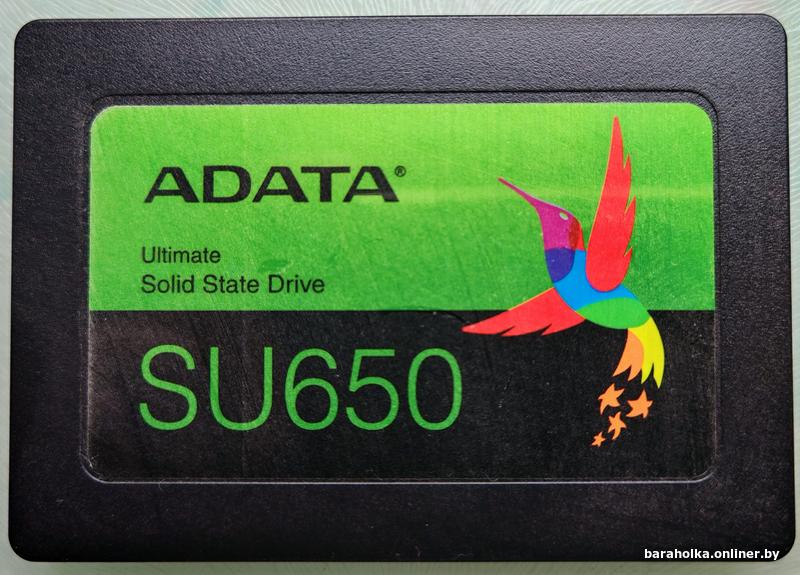 ADATA®
Ultimate
Solid State Drive
SU650
baraholka.onliner.by